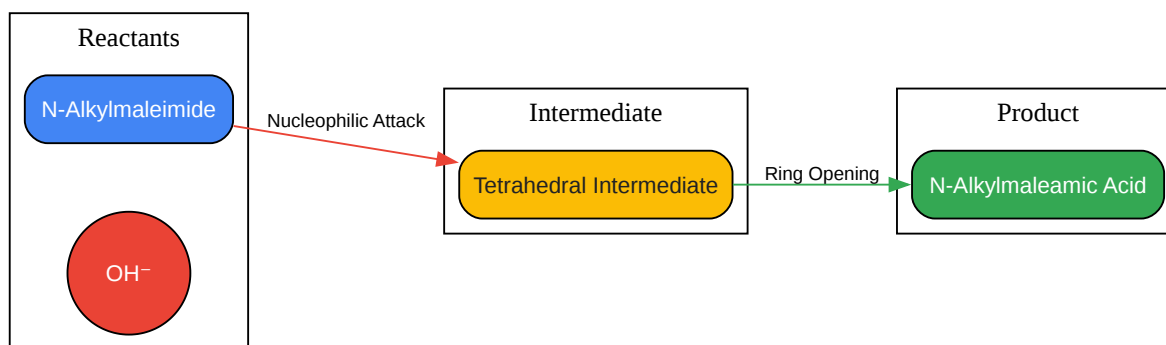 Reactants
N-Alkylmaleimide
OH⁻
Nucleophilic Attack
Intermediate
Tetrahedral Intermediate
Ring Opening
Product
N-Alkylmaleamic Acid